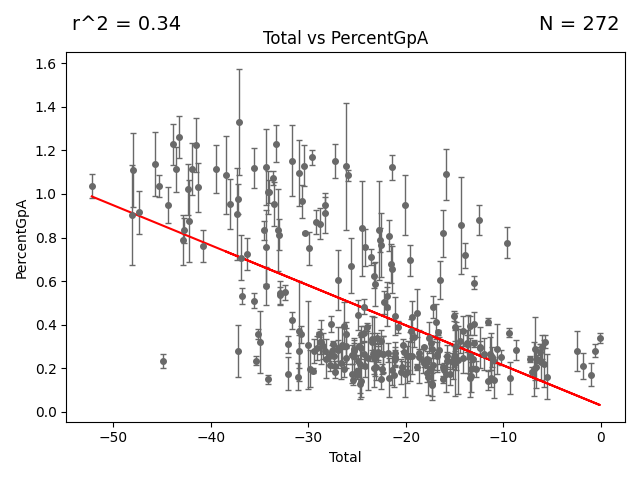 r^2 = 0.34 N = 272
Total vs PercentGpA
1.6
1.4
1.2
1.0
0.8
0.6
0.4
0.2
0.0
PercentGpA
−50 −40 −30 −20 −10 0
Total